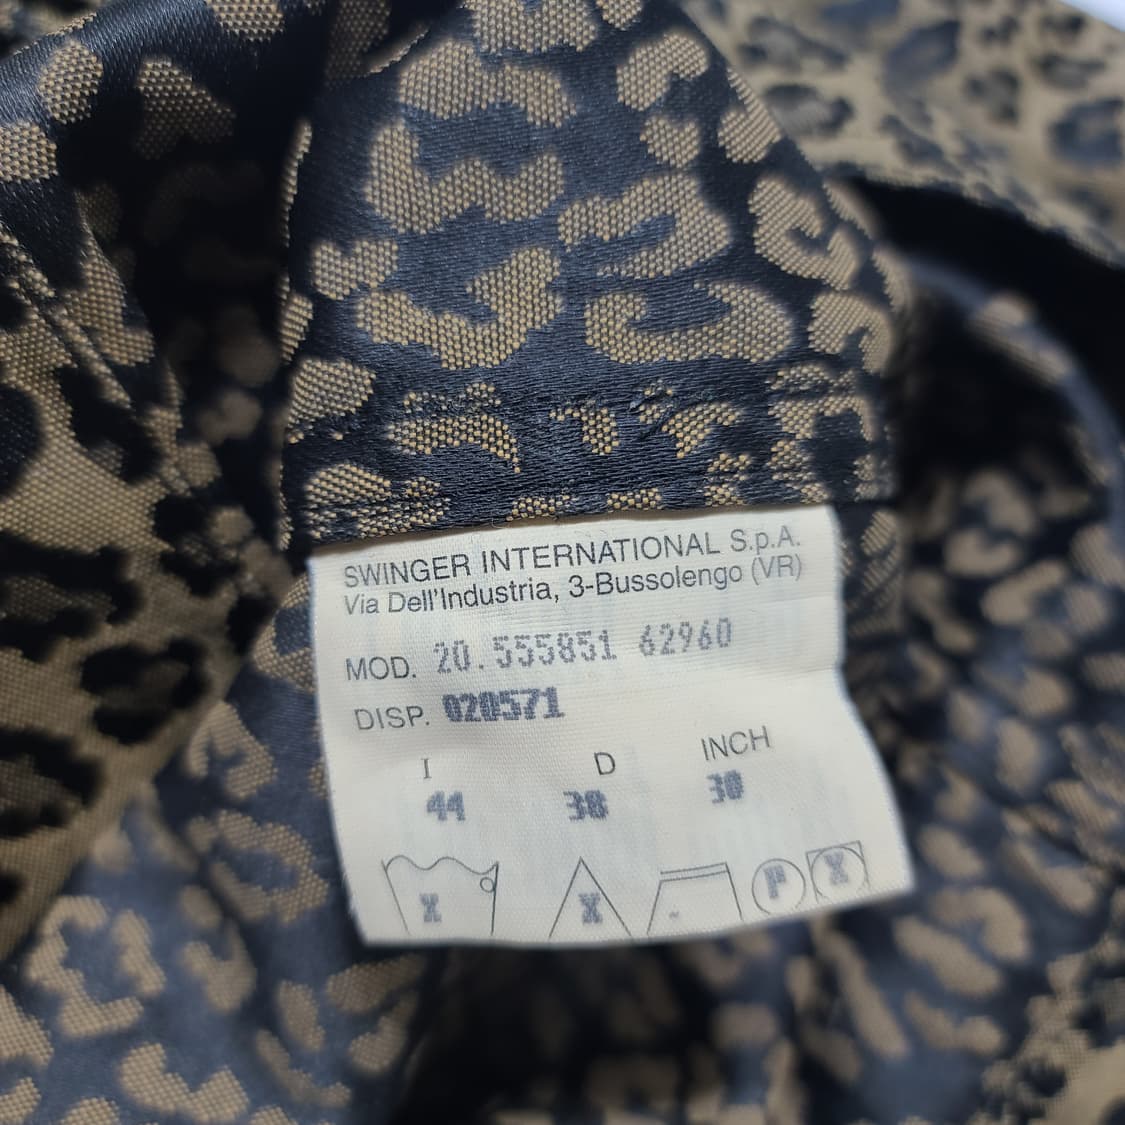 SWINGER INTERNATIONAL S.p.A.
Via Dell'Industria, 3-Bussolengo (VR)
MOD. 20.555851 62960
DISP. 020571
I D INCH
44 38 30
X X P X